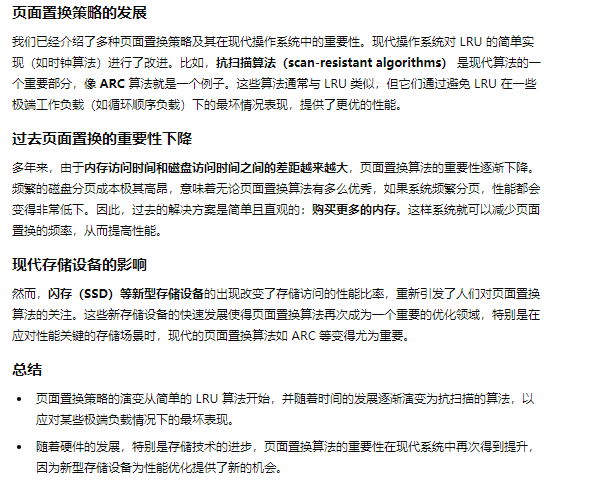 页面置换策略的发展
我们已经介绍了多种页面置换策略及其在现代操作系统中的重要性。现代操作系统对 LRU 的简单实
现（如时钟算法）进行了改进。比如，抗扫描算法（scan-resistant algorithms） 是现代算法的一
个重要部分，像 ARC 算法就是一个例子。这些算法通常与 LRU 类似，但它们通过避免 LRU 在一些
极端工作负载（如循环顺序负载）下的最坏情况表现，提供了更优的性能。
过去页面置换的重要性下降
多年来，由于内存访问时间和磁盘访问时间之间的差距越来越大，页面置换算法的重要性逐渐下降。
频繁的磁盘分页成本极其高昂，意味着无论页面置换算法有多么优秀，如果系统频繁分页，性能都会
变得非常低下。因此，过去的解决方案是简单且直观的：购买更多的内存。这样系统就可以减少页面
置换的频率，从而提高性能。
现代存储设备的影响
然而，闪存（SSD）等新型存储设备的出现改变了存储访问的性能比率，重新引发了人们对页面置换
算法的关注。这些新存储设备的快速发展使得页面置换算法再次成为一个重要的优化领域，特别是在
应对性能关键的存储场景时，现代的页面置换算法如 ARC 等变得尤为重要。
总结
• 页面置换策略的演变从简单的 LRU 算法开始，并随着时间的发展逐渐演变为抗扫描的算法，以
应对某些极端负载情况下的最坏表现。
• 随着硬件的发展，特别是存储技术的进步，页面置换算法的重要性在现代系统中再次得到提升，
因为新型存储设备为性能优化提供了新的机会。